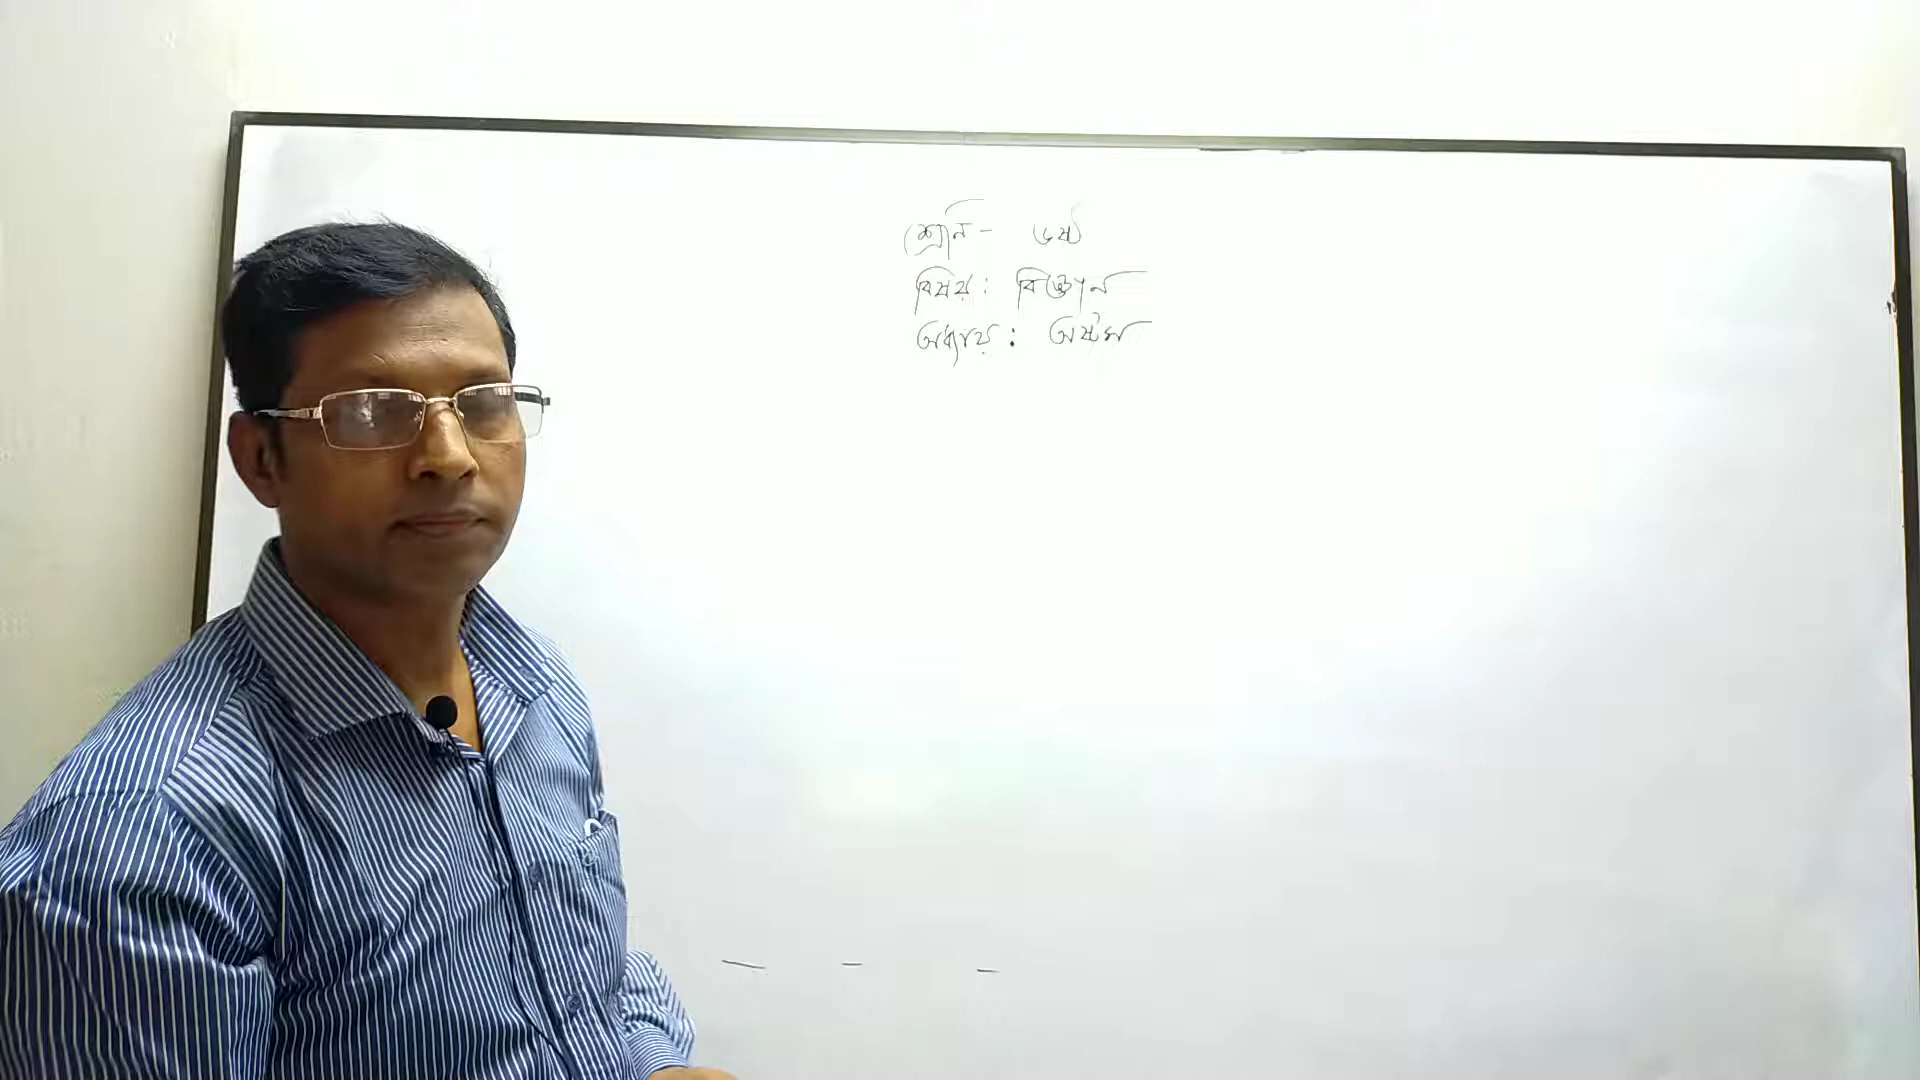 শ্রেনি - ৬ষ্ঠ
বিষয় : বিজ্ঞান
অধ্যায় : অষ্টম